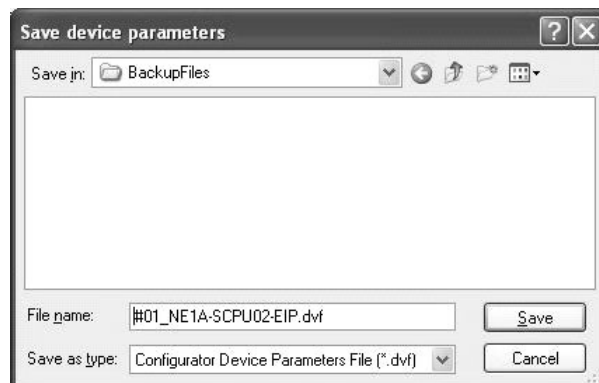 Save device parameters
Save in: BackupFiles
File name: #01_NE1A-SCPU02-EIP.dvf Save
Save as type: Configurator Device Parameters File (*.dvf) Cancel